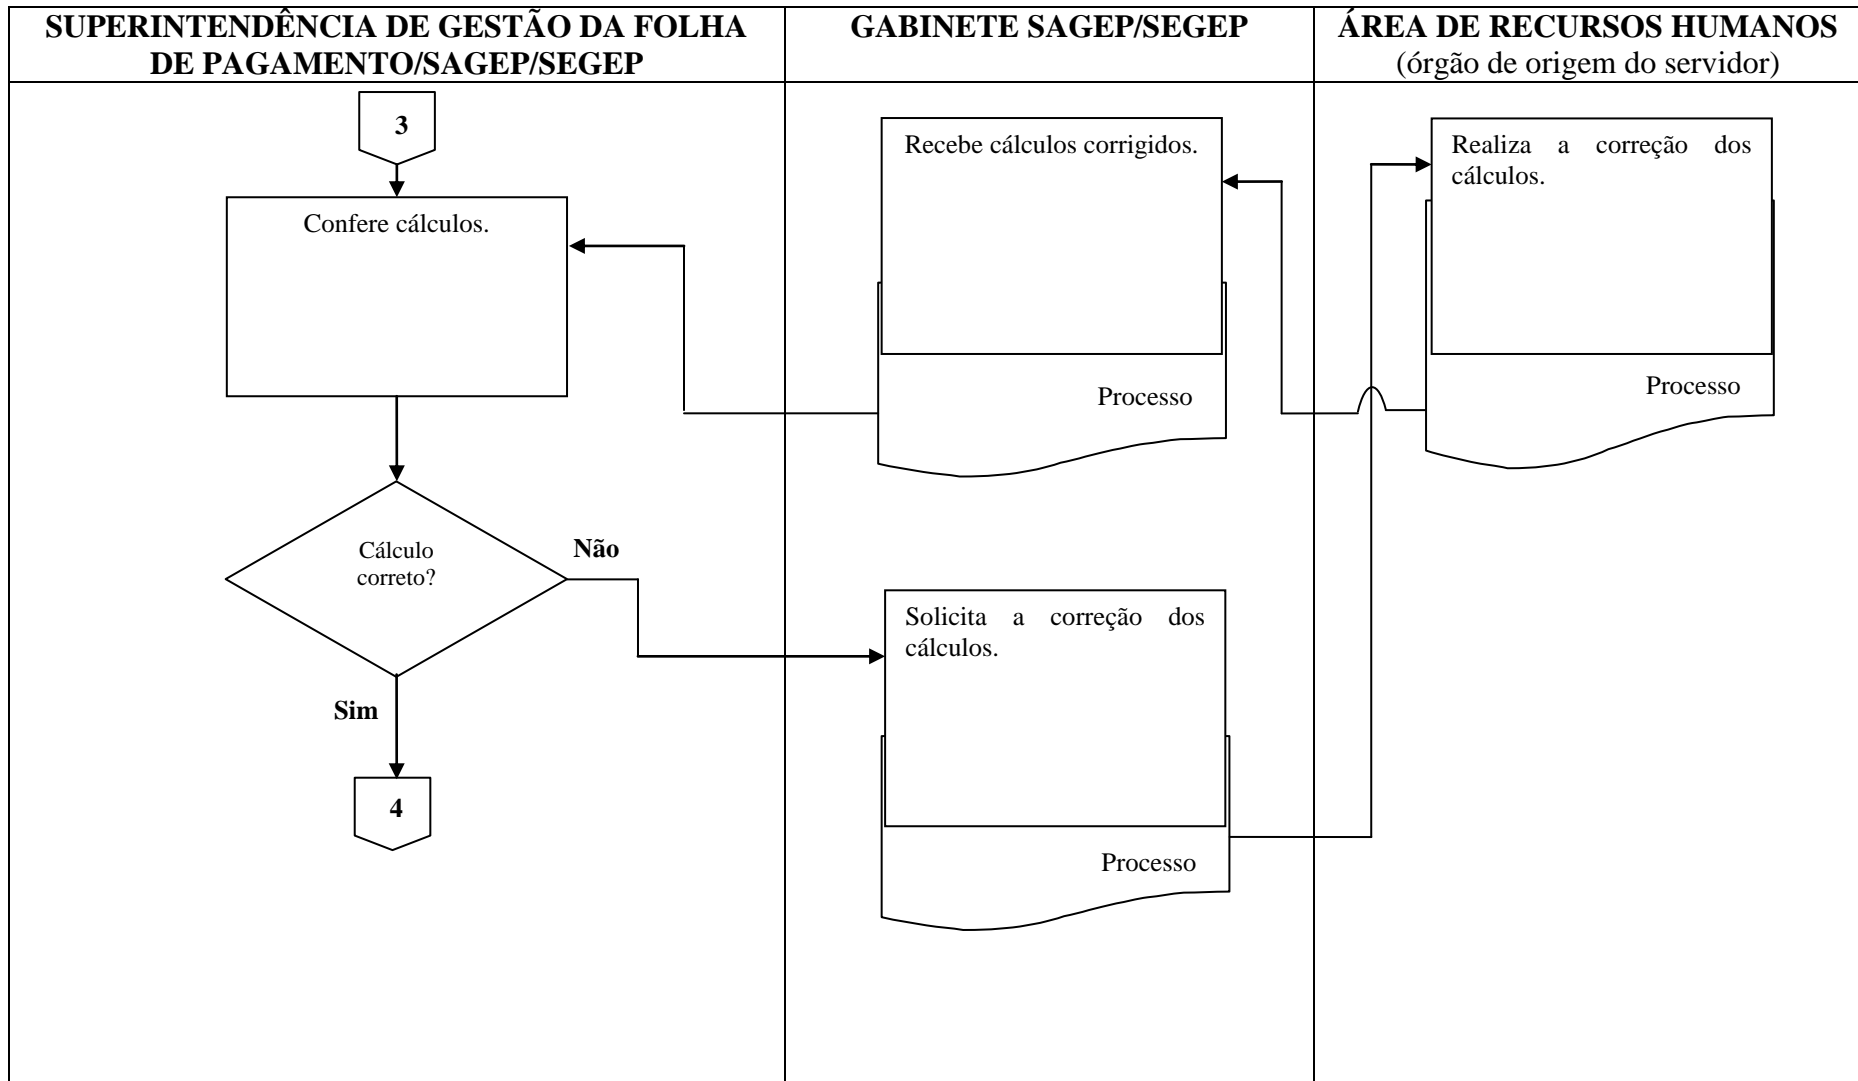 SUPERINTENDÊNCIA DE GESTÃO DA FOLHA
DE PAGAMENTO/SAGEP/SEGEP
GABINETE SAGEP/SEGEP
ÁREA DE RECURSOS HUMANOS
(órgão de origem do servidor)
3
Confere cálculos.
Cálculo
correto?
Não
Sim
4
Recebe cálculos corrigidos.
Processo
Solicita a correção dos
cálculos.
Processo
Realiza a correção dos
cálculos.
Processo